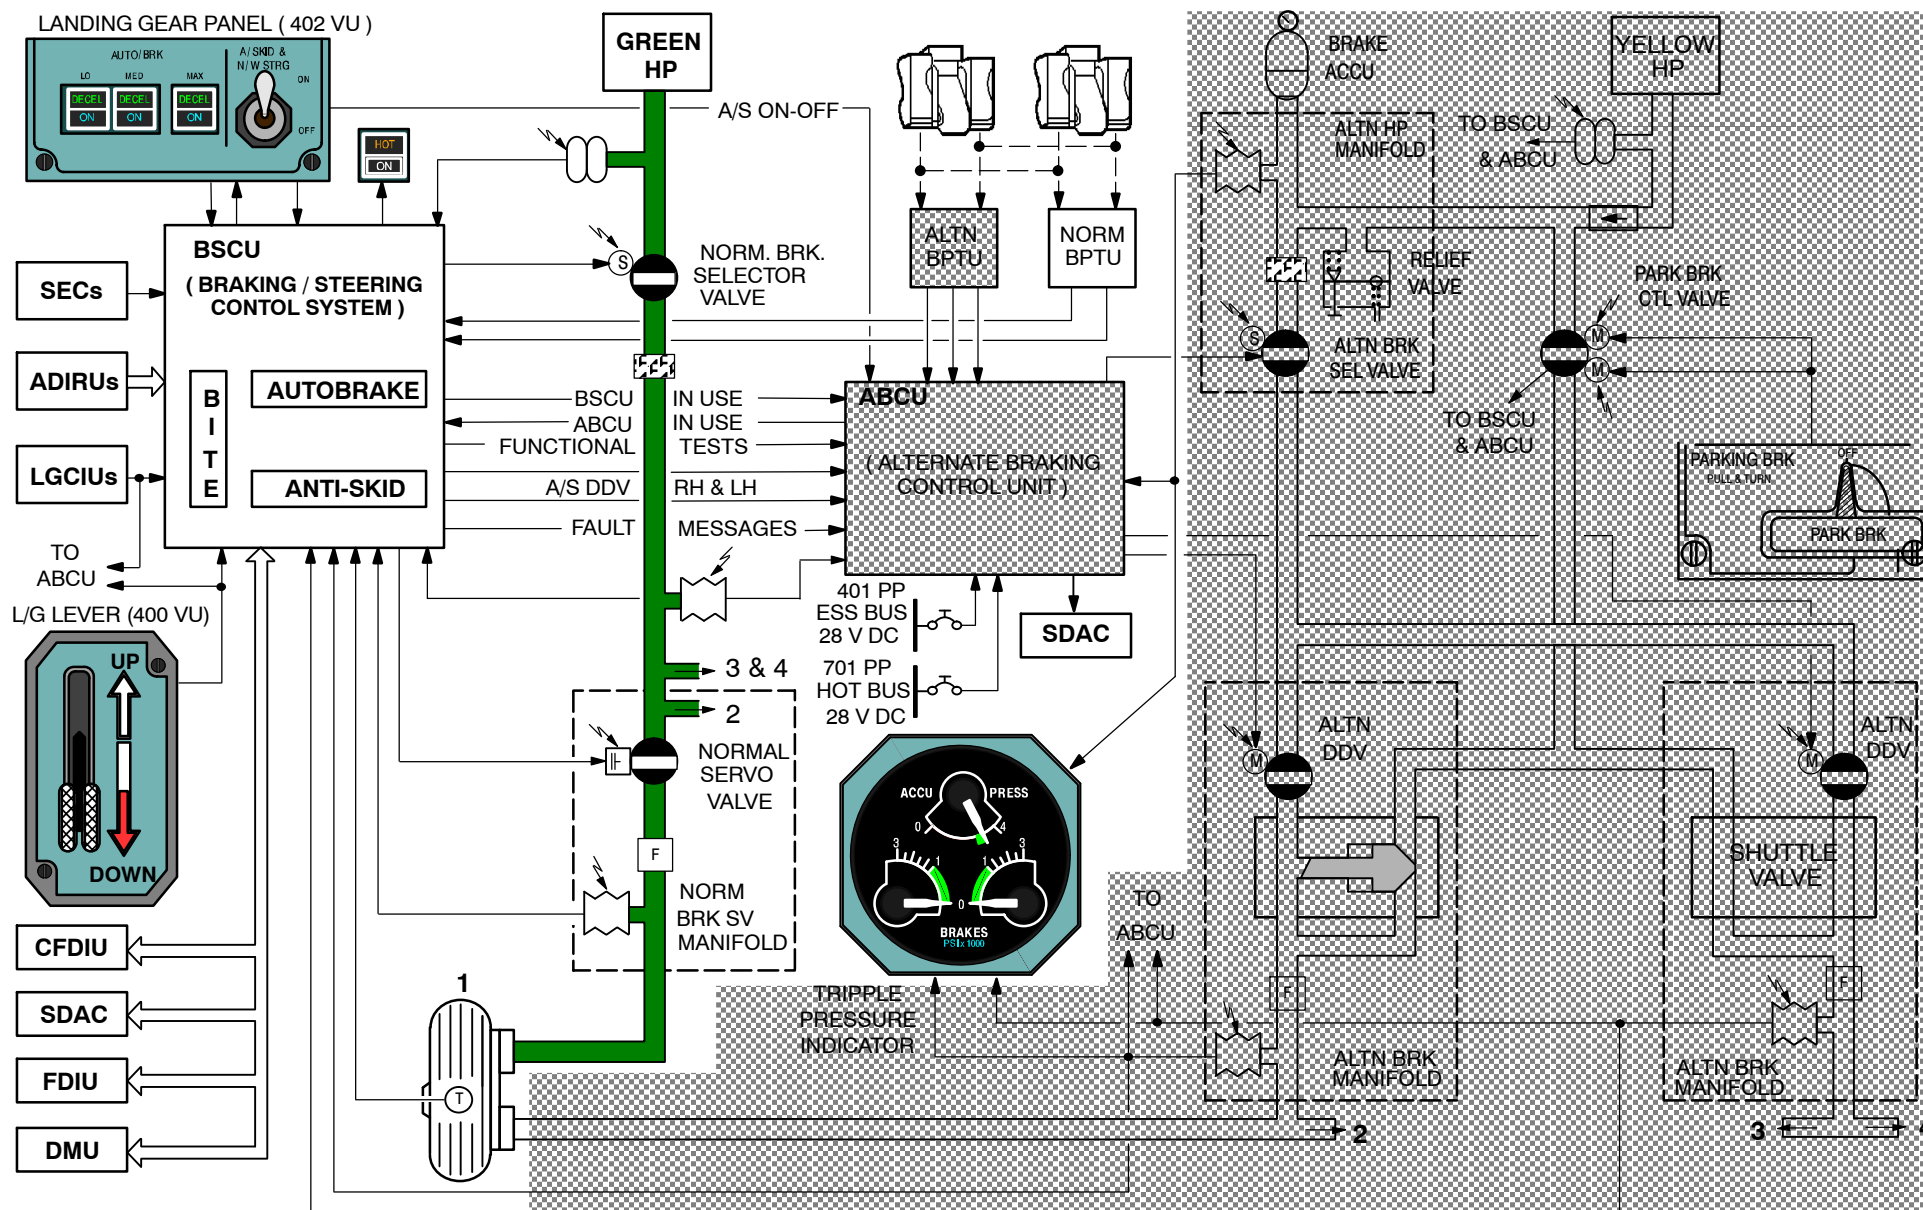 LANDING GEAR PANEL ( 402 VU )
AUTO/ BRK
LO
MED
MAX
DECEL
ON
DECEL
ON
DECEL
ON
A/ SKID &
N/ W STRG
ON
OFF
HOT
ON
GREEN
HP
A/S ON-OFF
BRAKE
ACCU
YELLOW
HP
ALTN HP
MANIFOLD
TO BSCU
& ABCU
BSCU
( BRAKING / STEERING
CONTOL SYSTEM )
SECs
ADIRUs
LGCIUs
B
I
T
E
AUTOBRAKE
ANTI-SKID
S
NORM. BRK.
SELECTOR
VALVE
ALTN
BPTU
NORM
BPTU
RELIEF
VALVE
PARK BRK
CTL VALVE
S
M
M
ALTN BRK
SEL VALVE
TO BSCU
& ABCU
BSCU IN USE
ABCU IN USE
FUNCTIONAL TESTS
A/S DDV RH & LH
FAULT MESSAGES
ABCU
( ALTERNATE BRAKING
CONTROL UNIT )
PARKING BRK
PULL & TURN
OFF
PARK BRK
TO
ABCU
L/G LEVER (400 VU)
UP
DOWN
401 PP
ESS BUS
28 V DC
SDAC
701 PP
HOT BUS
28 V DC
3 & 4
2
NORMAL
SERVO
VALVE
F
NORM
BRK SV
MANIFOLD
ACCU PRESS
0
4
3
1
1
3
0
BRAKES
PSI x 1000
TRIPPLE
PRESSURE
INDICATOR
TO
ABCU
M
ALTN
DDV
M
ALTN
DDV
SHUTTLE
VALVE
F
F
ALTN BRK
MANIFOLD
ALTN BRK
MANIFOLD
CFDIU
SDAC
FDIU
DMU
1
T
2
3
4